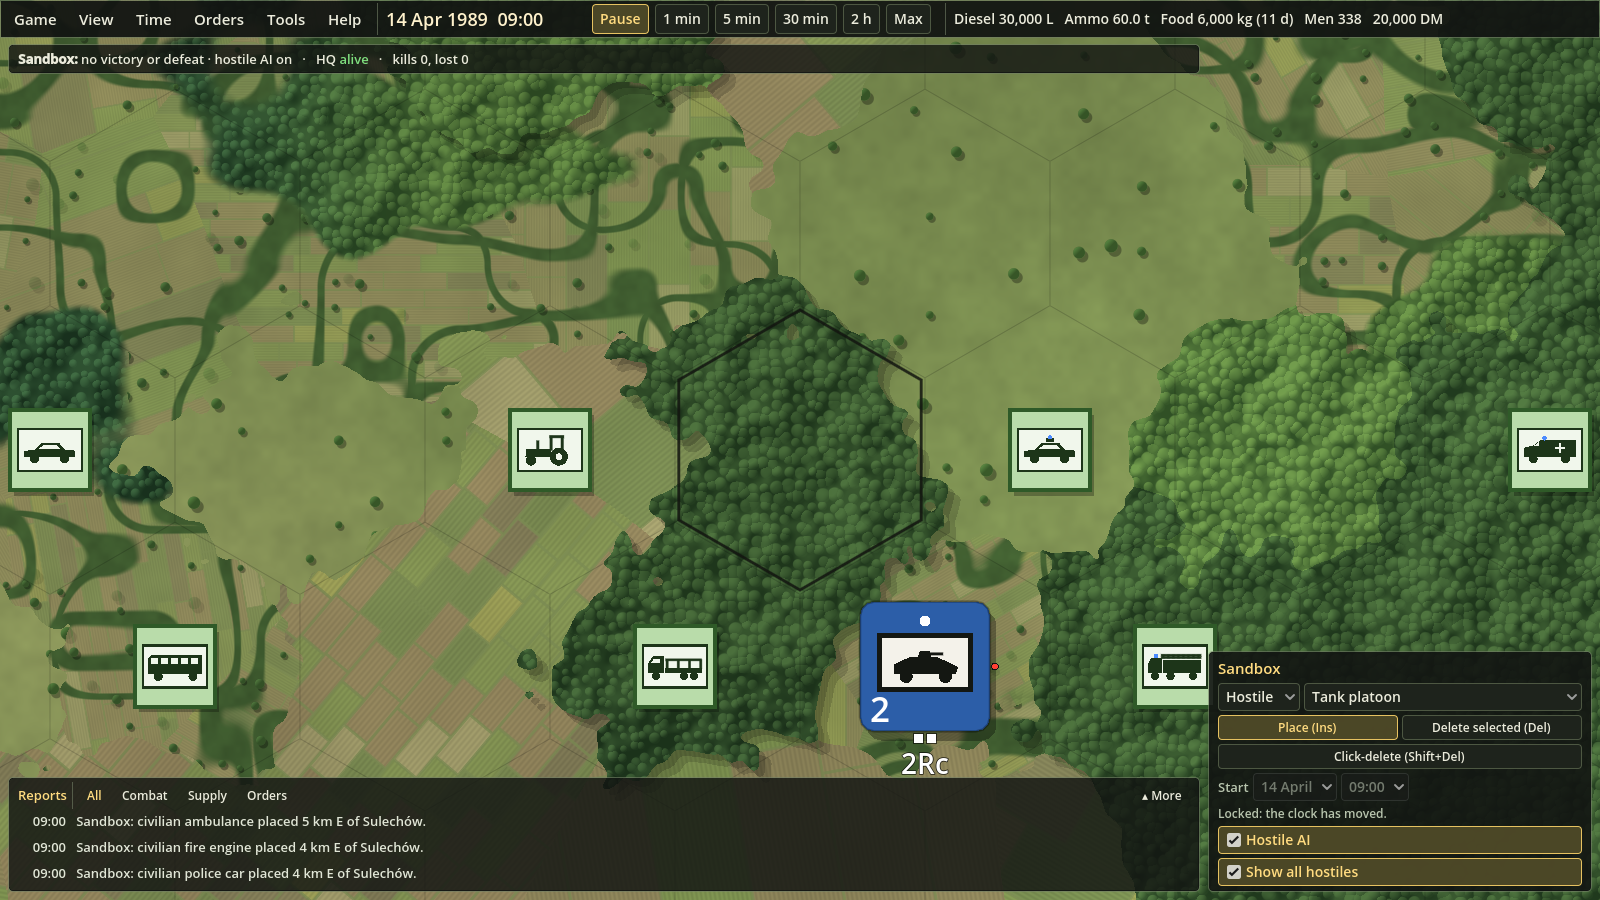 Game View Time Orders Tools Help 14 Apr 1989 09:00 Pause 1 min 5 min 30 min 2 h Max Diesel 30,000 L Ammo 60.0 t Food 6,000 kg (11 d) Men 338 20,000 DM
Sandbox: no victory or defeat · hostile AI on · HQ alive · kills 0, lost 0
2
2Rc
Sandbox
Hostile Tank platoon
Place (Ins) Delete selected (Del)
Click-delete (Shift+Del)
Start 14 April 09:00
Locked: the clock has moved.
Hostile AI
Show all hostiles
Reports All Combat Supply Orders ▴ More
09:00 Sandbox: civilian ambulance placed 5 km E of Sulechów.
09:00 Sandbox: civilian fire engine placed 4 km E of Sulechów.
09:00 Sandbox: civilian police car placed 4 km E of Sulechów.